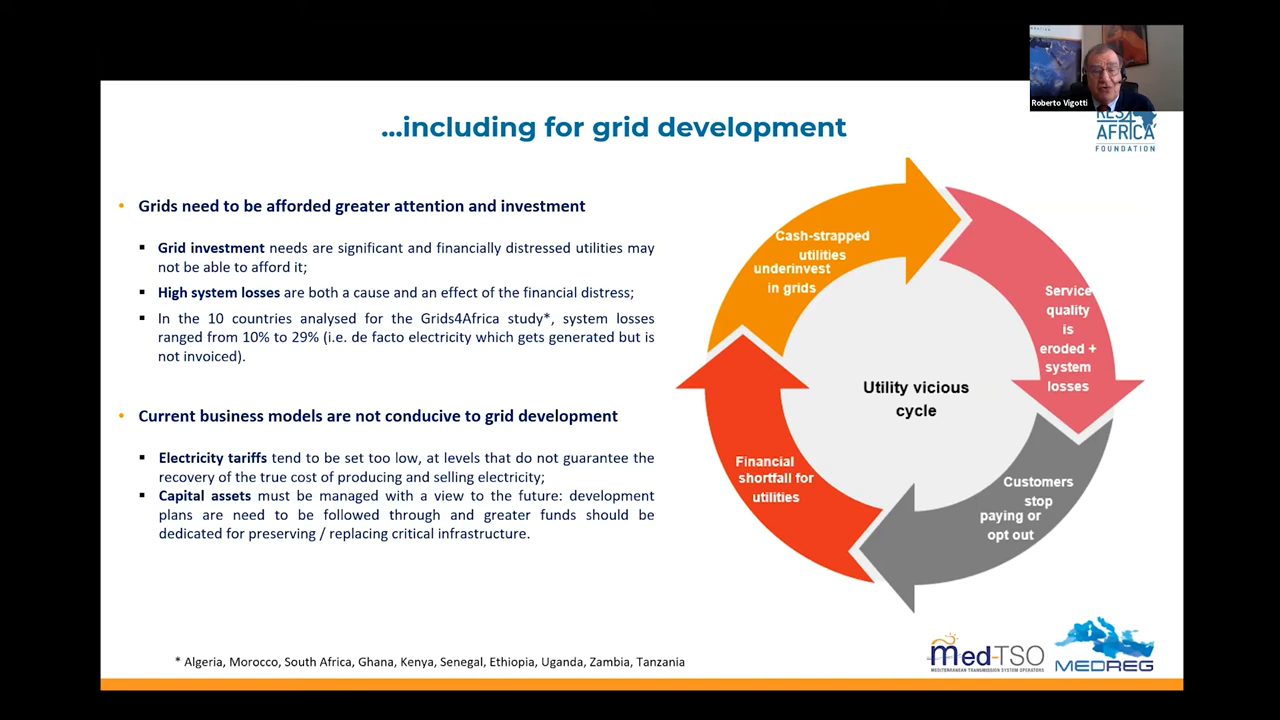 Roberto Vigotti
...including for grid development
RES4
AFRICA
FOUNDATION
• Grids need to be afforded greater attention and investment
▪ Grid investment needs are significant and financially distressed utilities may
not be able to afford it;
▪ High system losses are both a cause and an effect of the financial distress;
▪ In the 10 countries analysed for the Grids4Africa study*, system losses
ranged from 10% to 29% (i.e. de facto electricity which gets generated but is
not invoiced).
• Current business models are not conducive to grid development
▪ Electricity tariffs tend to be set too low, at levels that do not guarantee the
recovery of the true cost of producing and selling electricity;
▪ Capital assets must be managed with a view to the future: development
plans are need to be followed through and greater funds should be
dedicated for preserving / replacing critical infrastructure.
Cash-strapped
utilities
underinvest
in grids
Service
quality
is
eroded +
system
losses
Utility vicious
cycle
Customers
stop
paying or
opt out
Financial
shortfall for
utilities
* Algeria, Morocco, South Africa, Ghana, Kenya, Senegal, Ethiopia, Uganda, Zambia, Tanzania
Med-TSO
MEDITERRANEAN TRANSMISSION SYSTEM OPERATORS
MEDREG